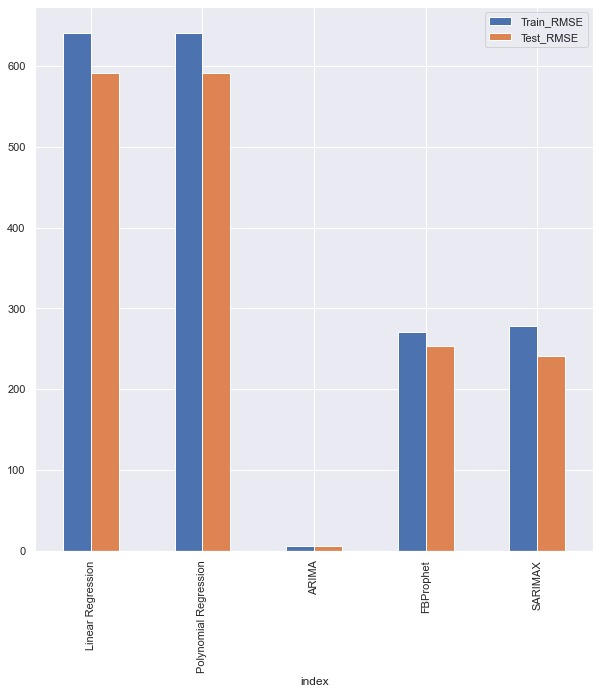 Train_RMSE
Test_RMSE
600
500
400
300
200
100
0
Linear Regression
Polynomial Regression
ARIMA
FBProphet
SARIMAX
index